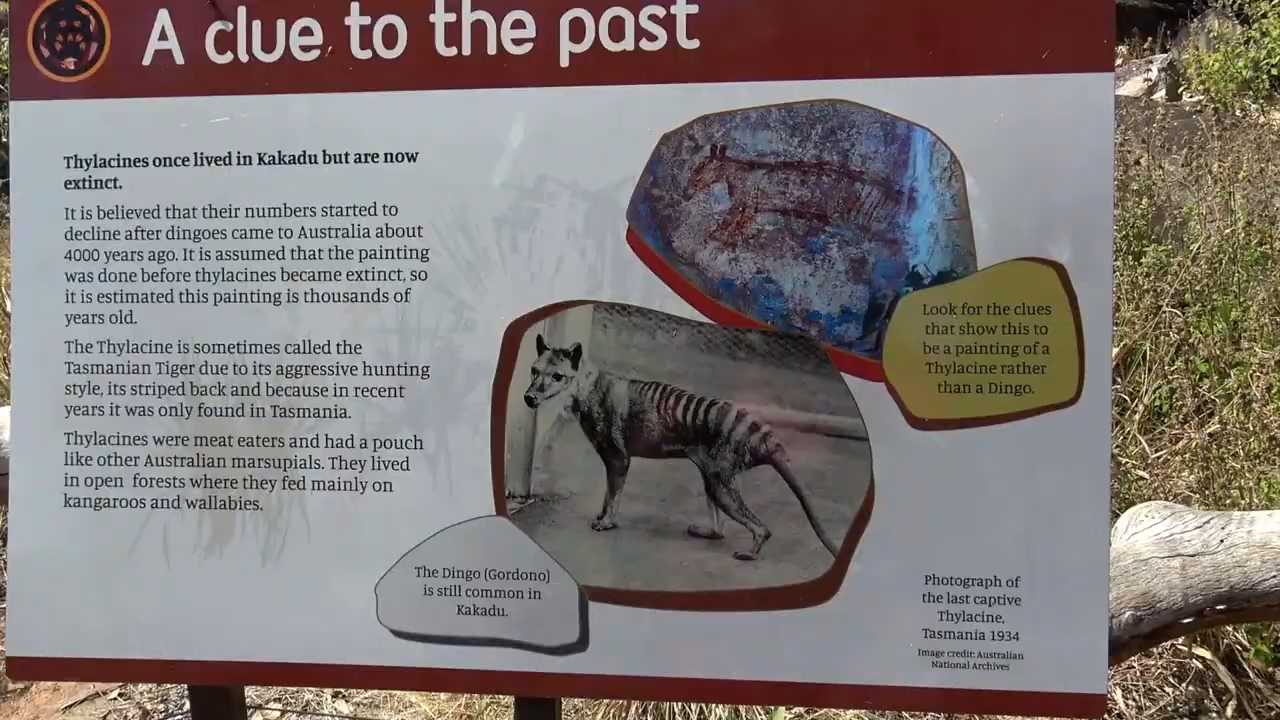 A clue to the past
Thylacines once lived in Kakadu but are now
extinct.
It is believed that their numbers started to
decline after dingoes came to Australia about
4000 years ago. It is assumed that the painting
was done before thylacines became extinct, so
it is estimated this painting is thousands of
years old.
The Thylacine is sometimes called the
Tasmanian Tiger due to its aggressive hunting
style, its striped back and because in recent
years it was only found in Tasmania.
Thylacines were meat eaters and had a pouch
like other Australian marsupials. They lived
in open forests where they fed mainly on
kangaroos and wallabies.
Look for the clues
that show this to
be a painting of a
Thylacine rather
than a Dingo.
The Dingo (Gordono)
is still common in
Kakadu.
Photograph of
the last captive
Thylacine,
Tasmania 1934
Image credit: Australian
National Archives